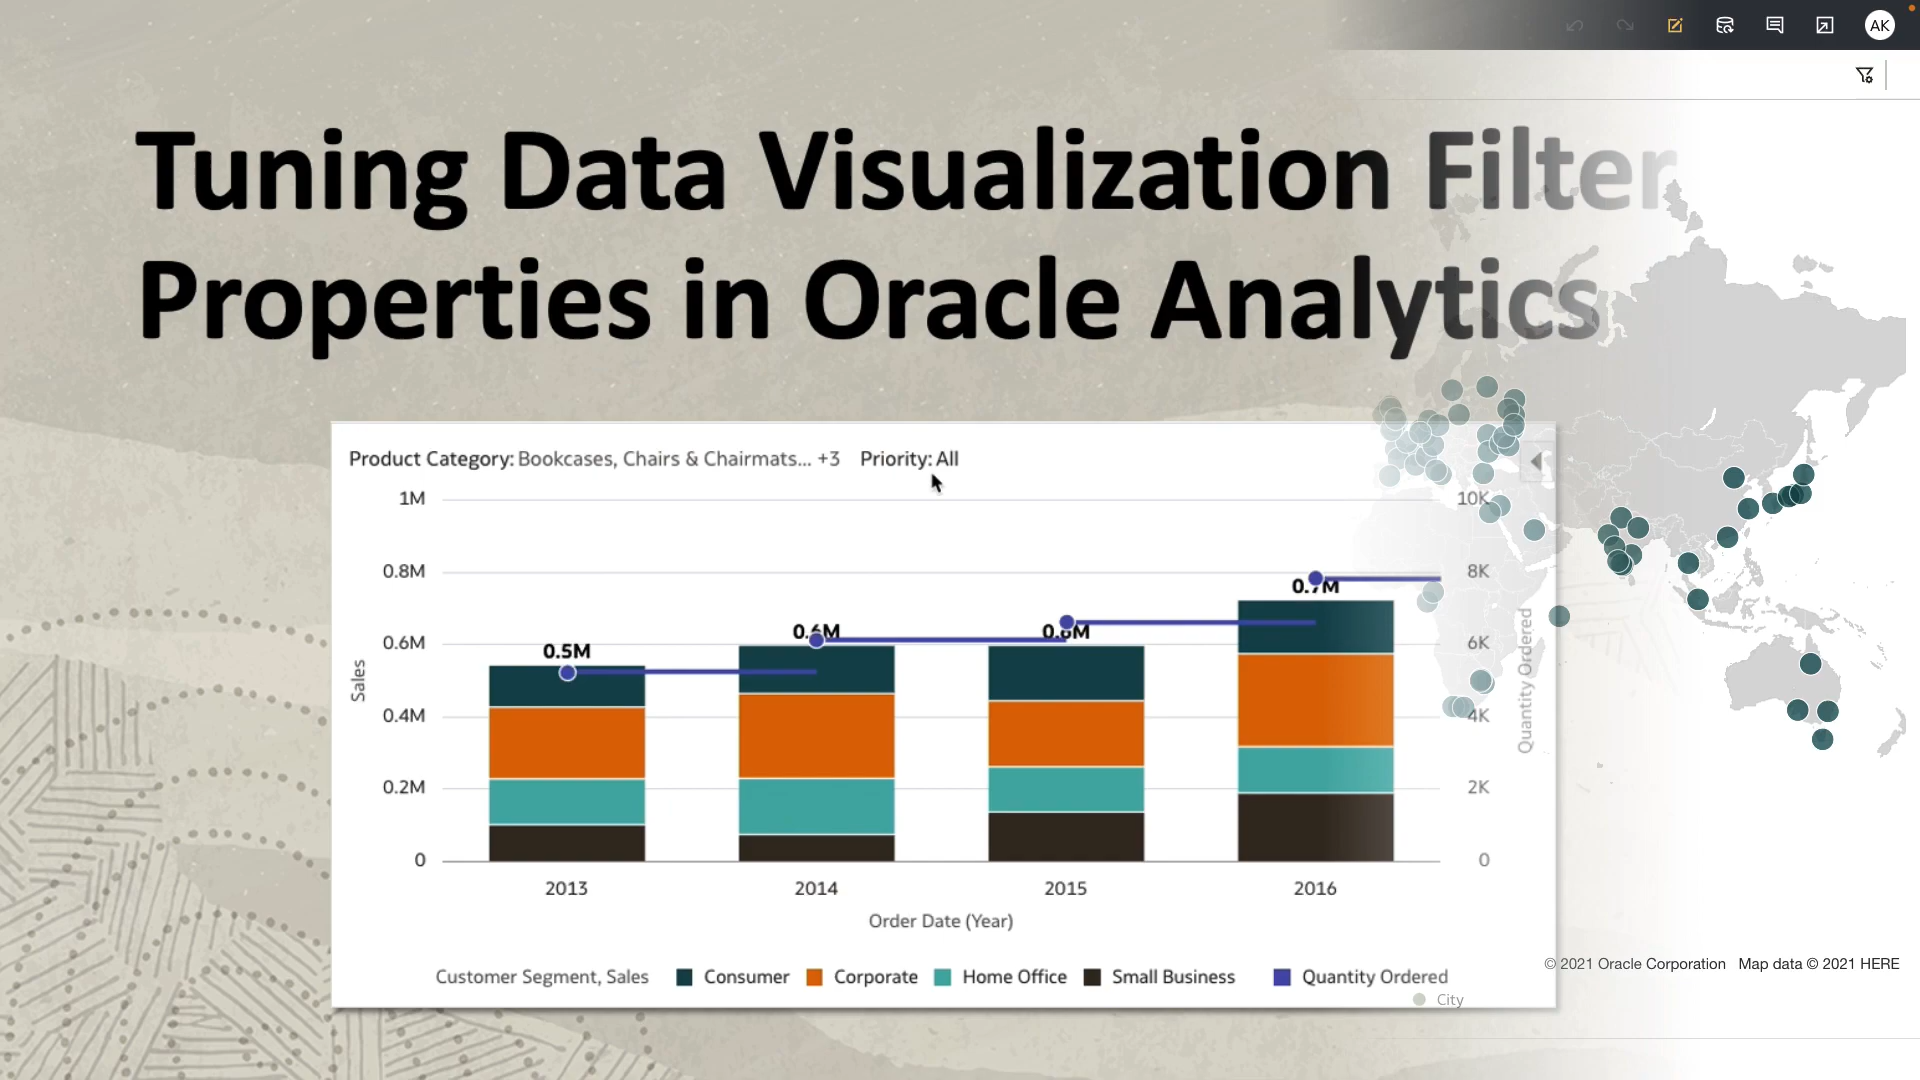 AK
Tuning Data Visualization Filter
Properties in Oracle Analytics
Product Category: Bookcases, Chairs & Chairmats... +3 Priority: All
1M
10K
0.8M
8K
0.7M
0.6M
6K
0.6M
0.6M
0.5M
Sales
Quantity Ordered
0.4M
4K
0.2M
2K
0
0
2013
2014
2015
2016
Order Date (Year)
© 2021 Oracle Corporation Map data © 2021 HERE
Customer Segment, Sales Consumer Corporate Home Office Small Business Quantity Ordered
City